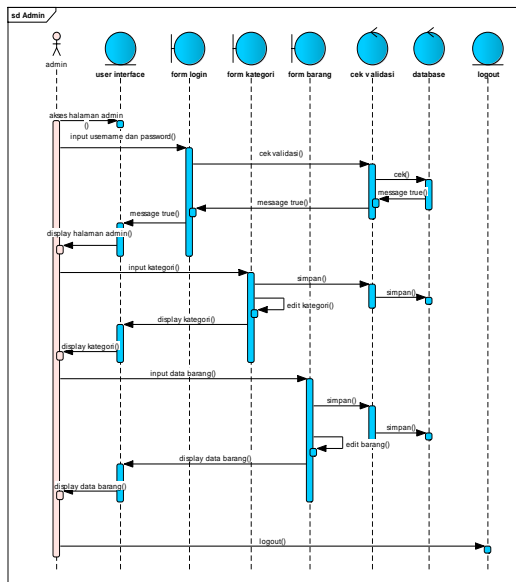 sd Admin
admin
user interface
form login
form kategori
form barang
cek validasi
database
logout
akses halaman admin
()
input username dan password()
cek validasi()
cek()
message true()
mesaage true()
message true()
display halaman admin()
input kategori()
simpan()
simpan()
edit kategori()
display kategori()
display kategori()
input data barang()
simpan()
simpan()
edit barang()
display data barang()
display data barang()
logout()